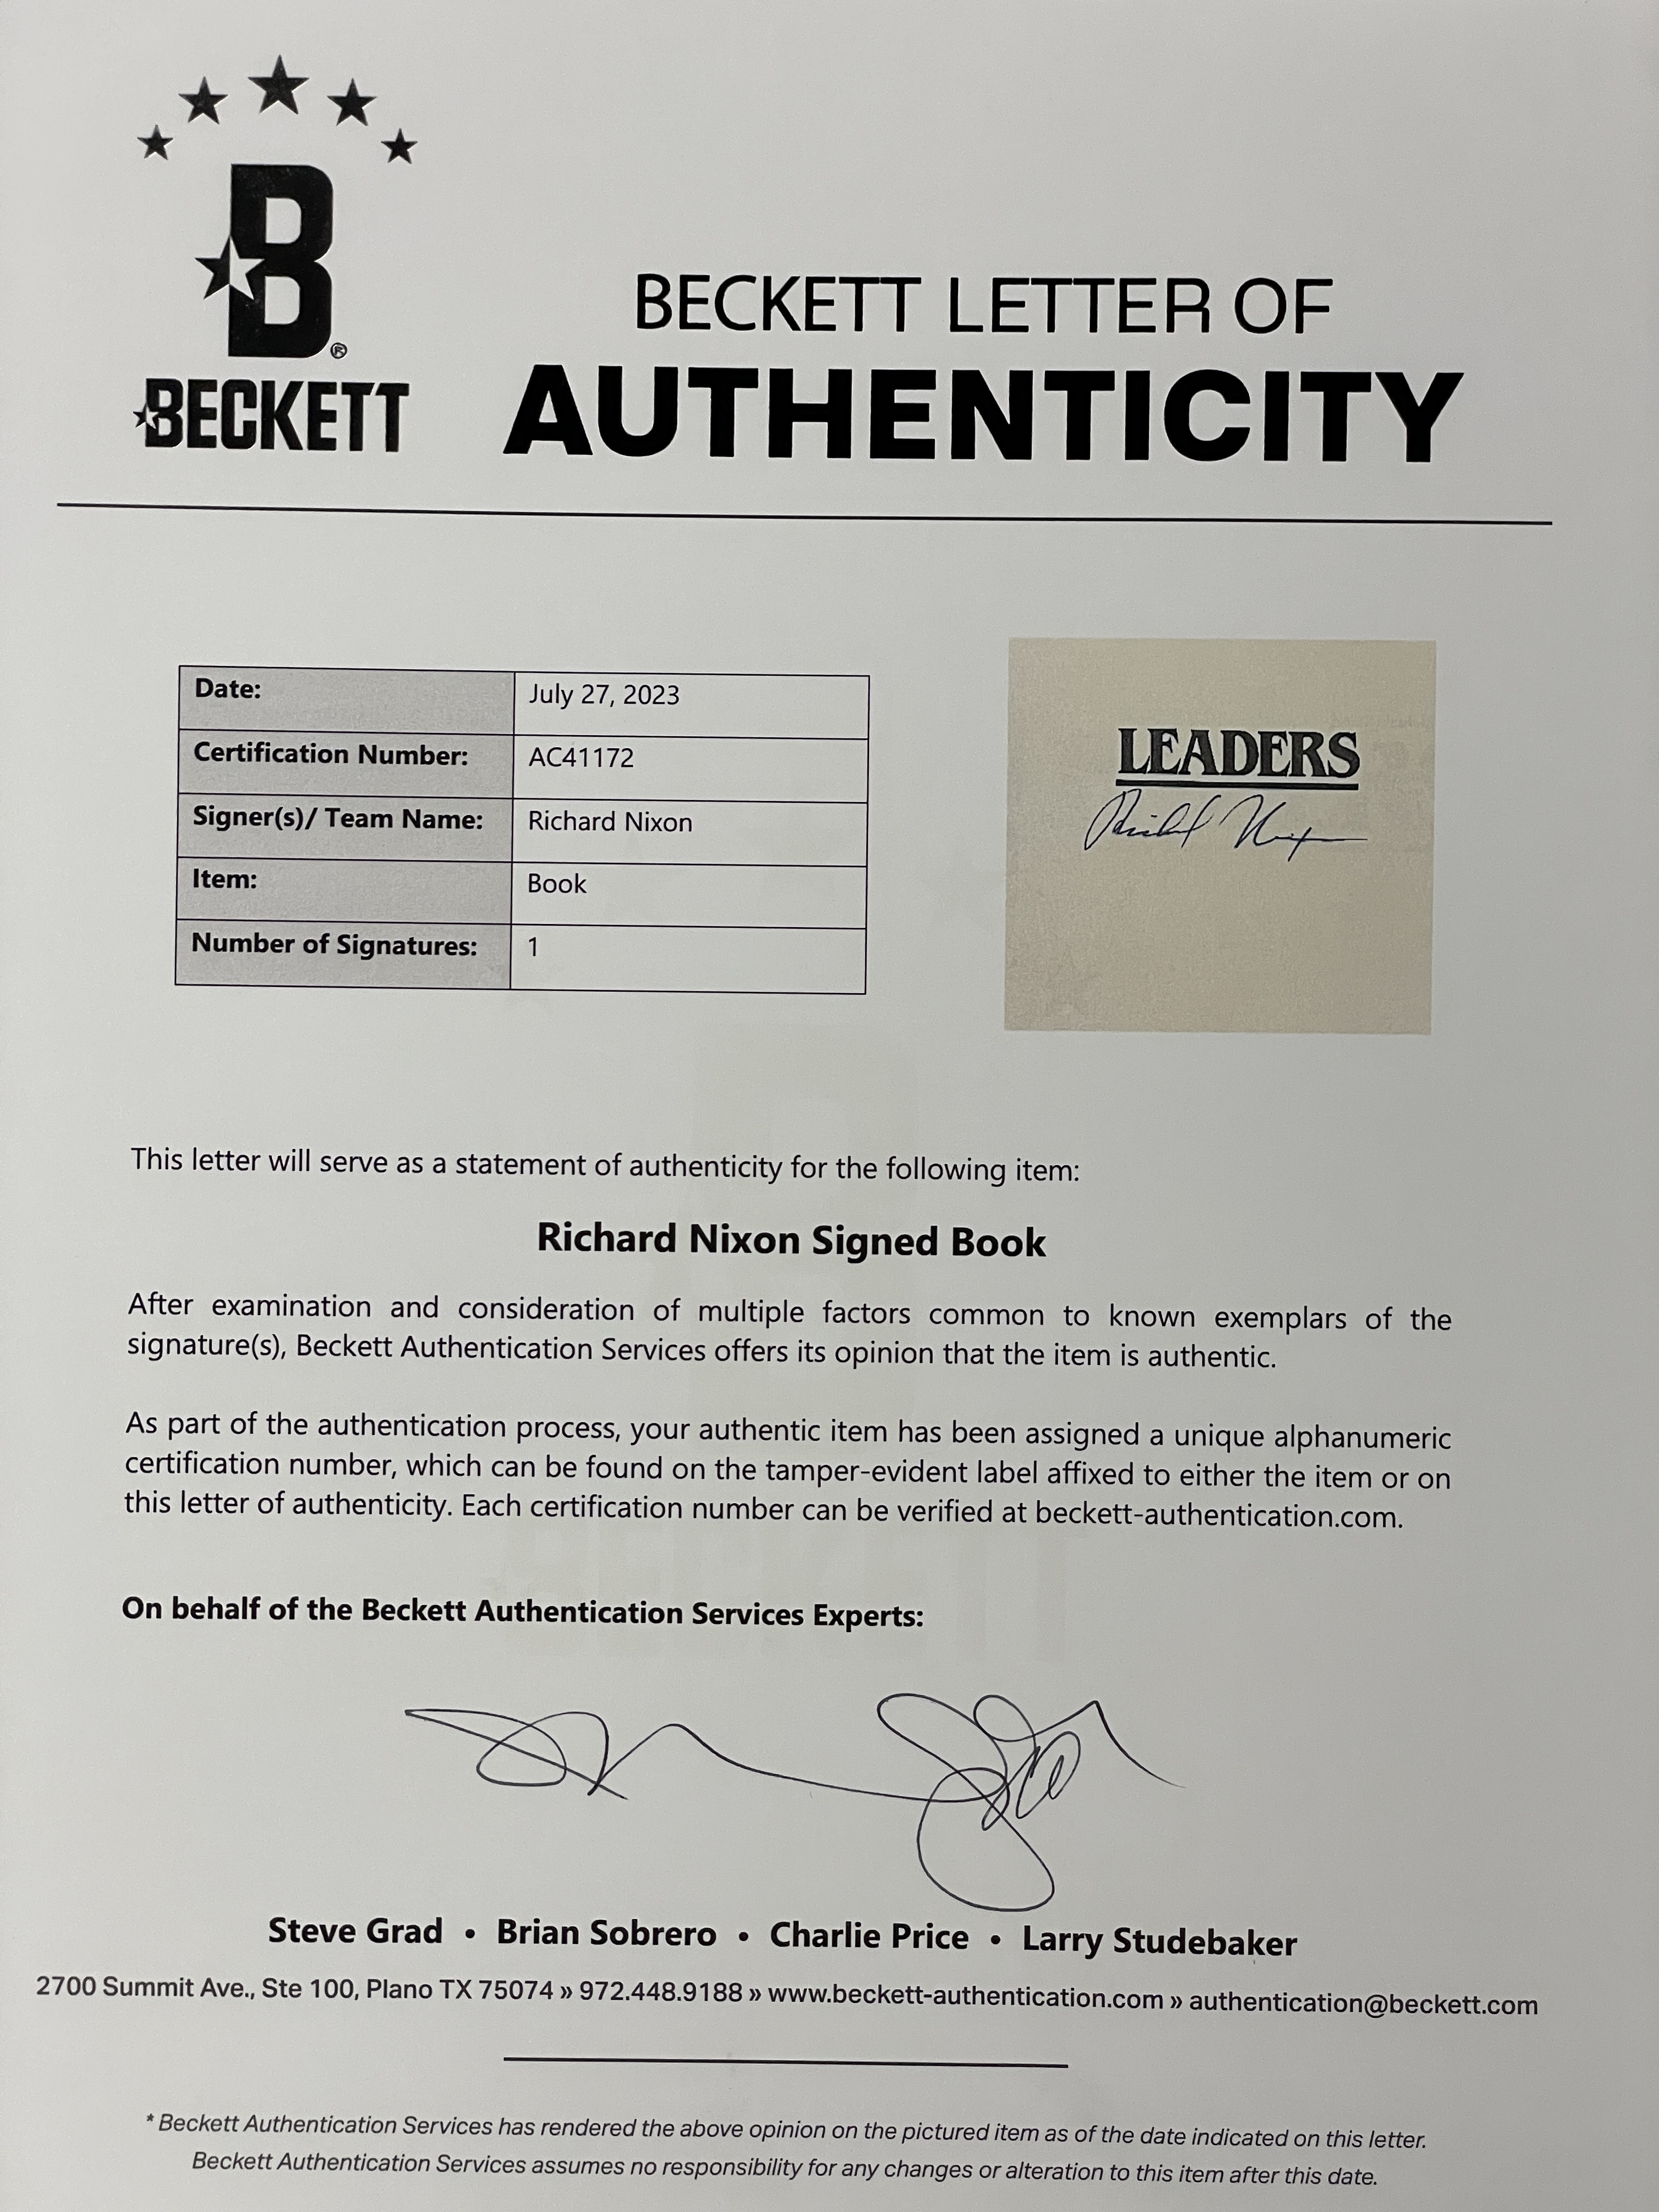 B®
BECKETT
BECKETT LETTER OF
AUTHENTICITY
Date: July 27, 2023
Certification Number: AC41172
Signer(s)/ Team Name: Richard Nixon
Item: Book
Number of Signatures: 1
LEADERS
Richard Nixon
This letter will serve as a statement of authenticity for the following item:
Richard Nixon Signed Book
After examination and consideration of multiple factors common to known exemplars of the
signature(s), Beckett Authentication Services offers its opinion that the item is authentic.
As part of the authentication process, your authentic item has been assigned a unique alphanumeric
certification number, which can be found on the tamper-evident label affixed to either the item or on
this letter of authenticity. Each certification number can be verified at beckett-authentication.com.
On behalf of the Beckett Authentication Services Experts:
Steve Grad • Brian Sobrero • Charlie Price • Larry Studebaker
2700 Summit Ave., Ste 100, Plano TX 75074 » 972.448.9188 » www.beckett-authentication.com » authentication@beckett.com
* Beckett Authentication Services has rendered the above opinion on the pictured item as of the date indicated on this letter.
Beckett Authentication Services assumes no responsibility for any changes or alteration to this item after this date.